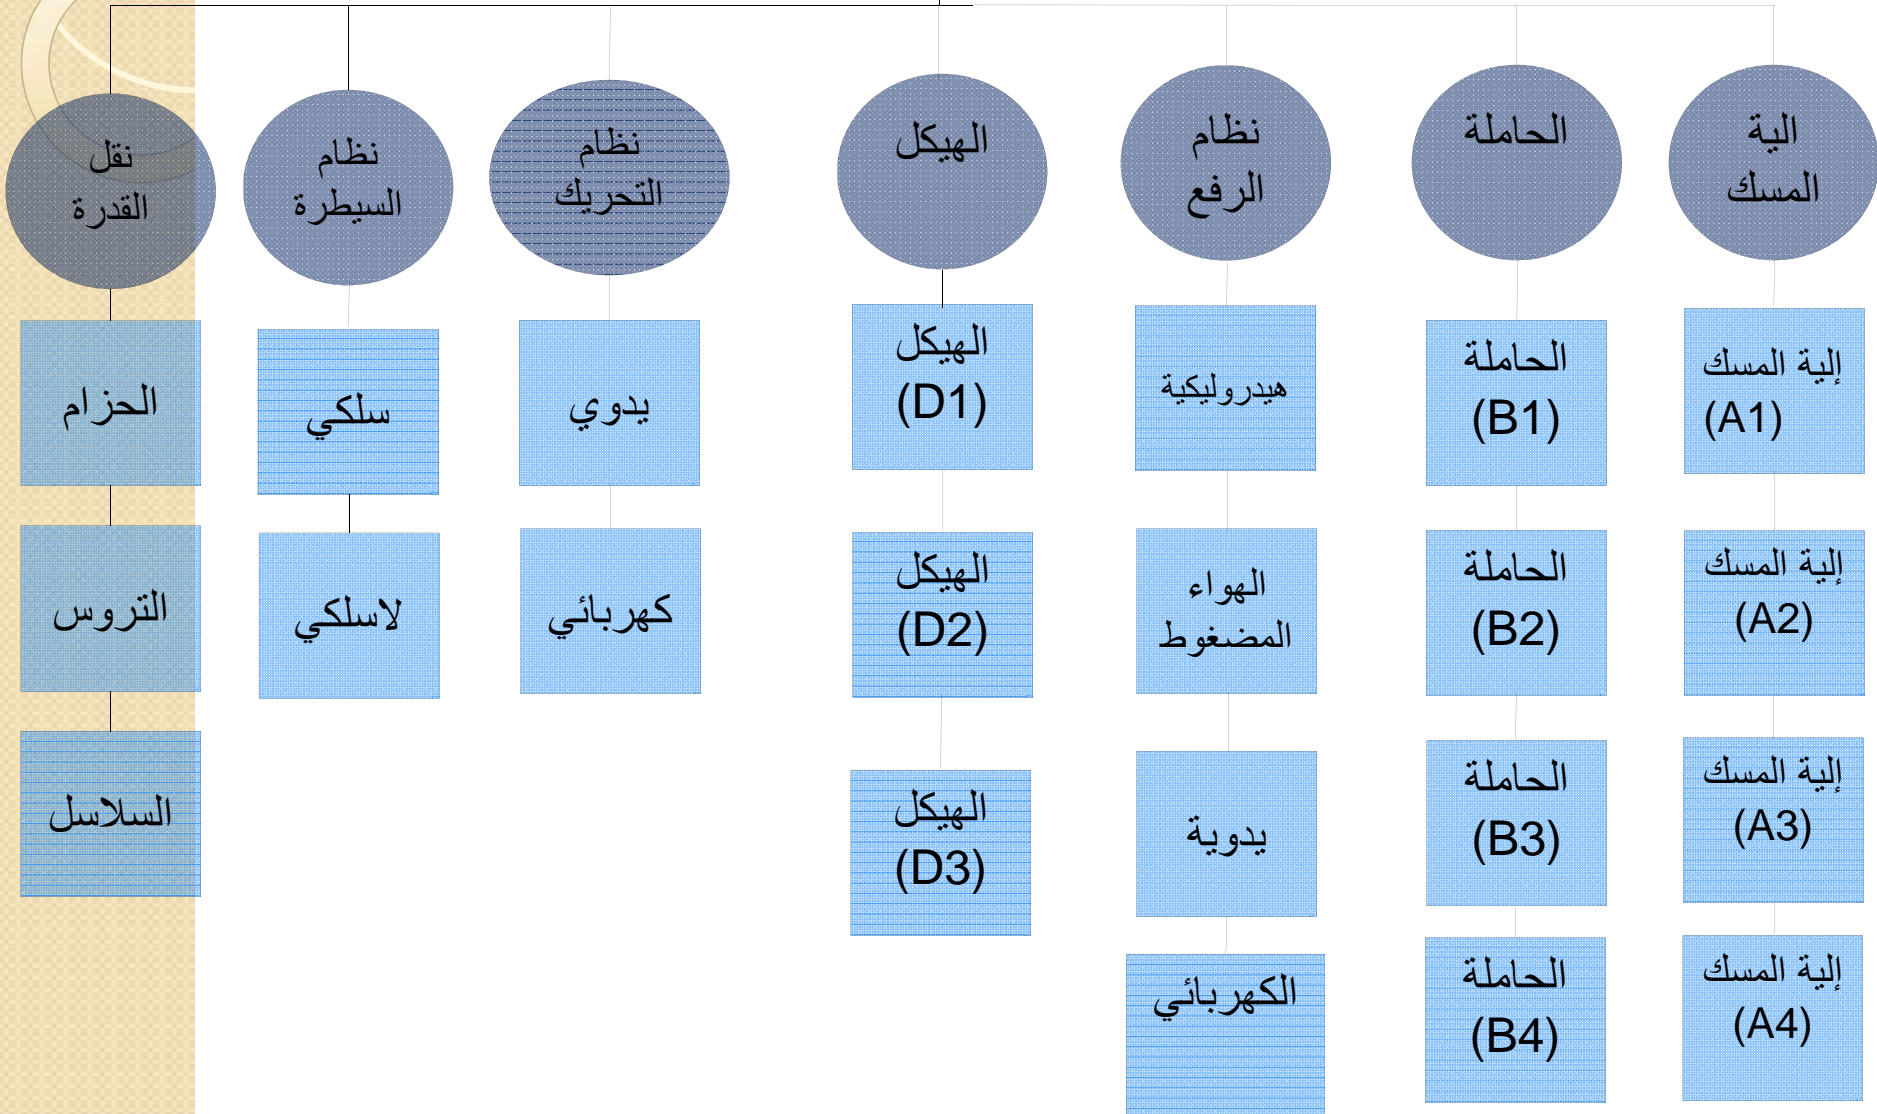 الية
المسك
الحاملة
نظام
الرفع
الهيكل
نظام
التحريك
نظام
السيطرة
نقل
القدرة
إلية المسك
(A1)
الحاملة
(B1)
هيدروليكية
الهيكل
(D1)
يدوي
سلكي
الحزام
إلية المسك
(A2)
الحاملة
(B2)
الهواء
المضغوط
الهيكل
(D2)
كهربائي
لاسلكي
التروس
إلية المسك
(A3)
الحاملة
(B3)
يدوية
الهيكل
(D3)
السلاسل
إلية المسك
(A4)
الحاملة
(B4)
الكهربائي